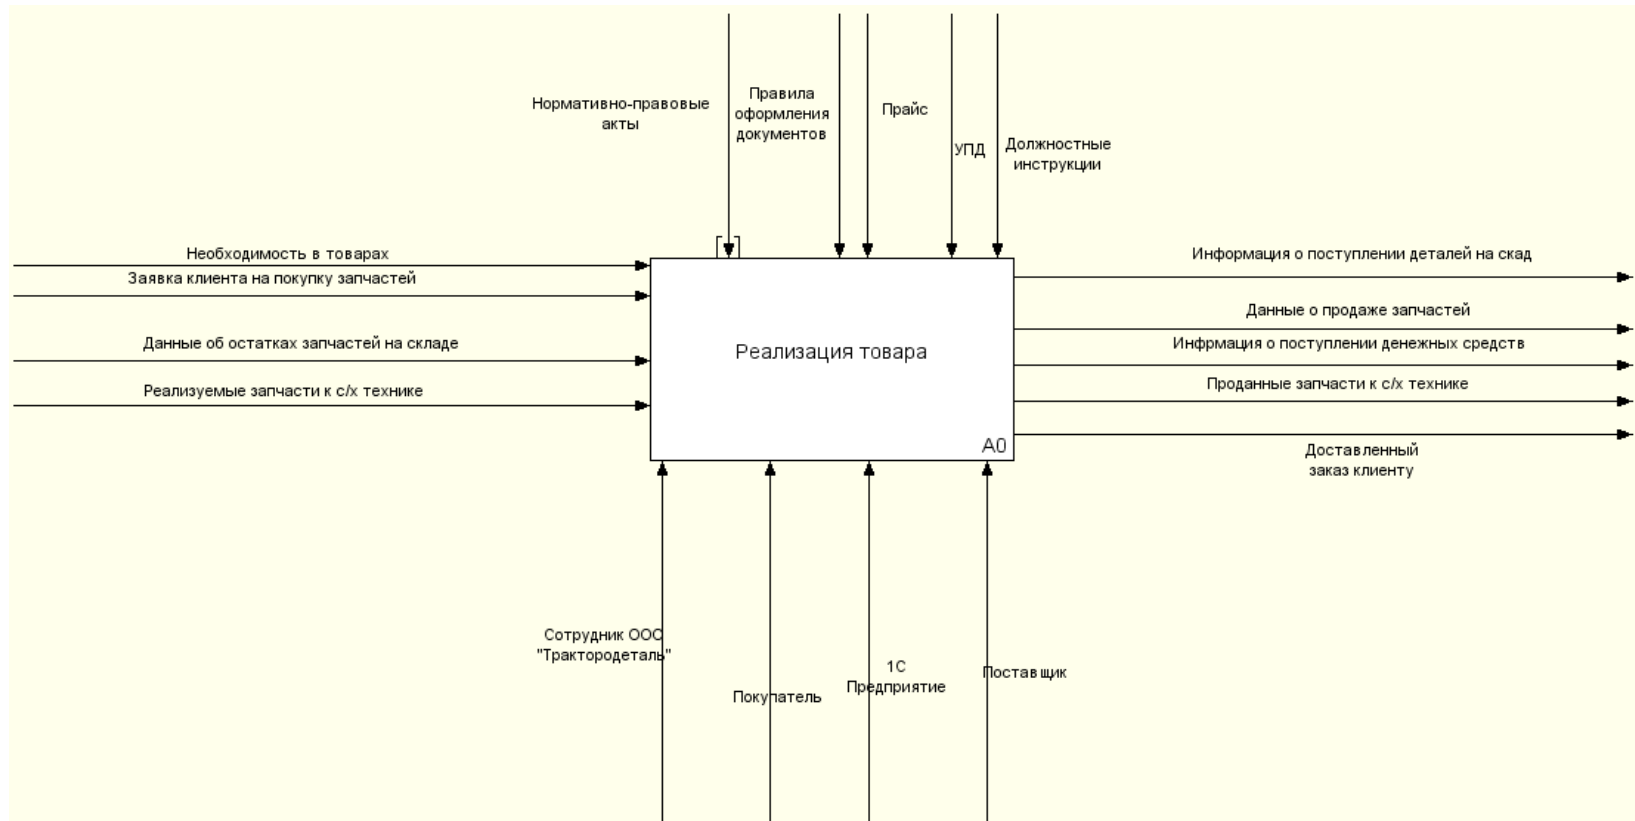 Нормативно-правовые
акты
Правила
оформления
документов
Прайс
УПД
Должностные
инструкции
Необходимость в товарах
Заявка клиента на покупку запчастей
Данные об остатках запчастей на складе
Реализуемые запчасти к с/х технике
Реализация товара
A0
Информация о поступлении деталей на скад
Данные о продаже запчастей
Инфрмация о поступлении денежных средств
Проданные запчасти к с/х технике
Доставленный
заказ клиенту
Сотрудник ООО
"Трактородеталь"
Покупатель
1С
Предприятие
Поставщик